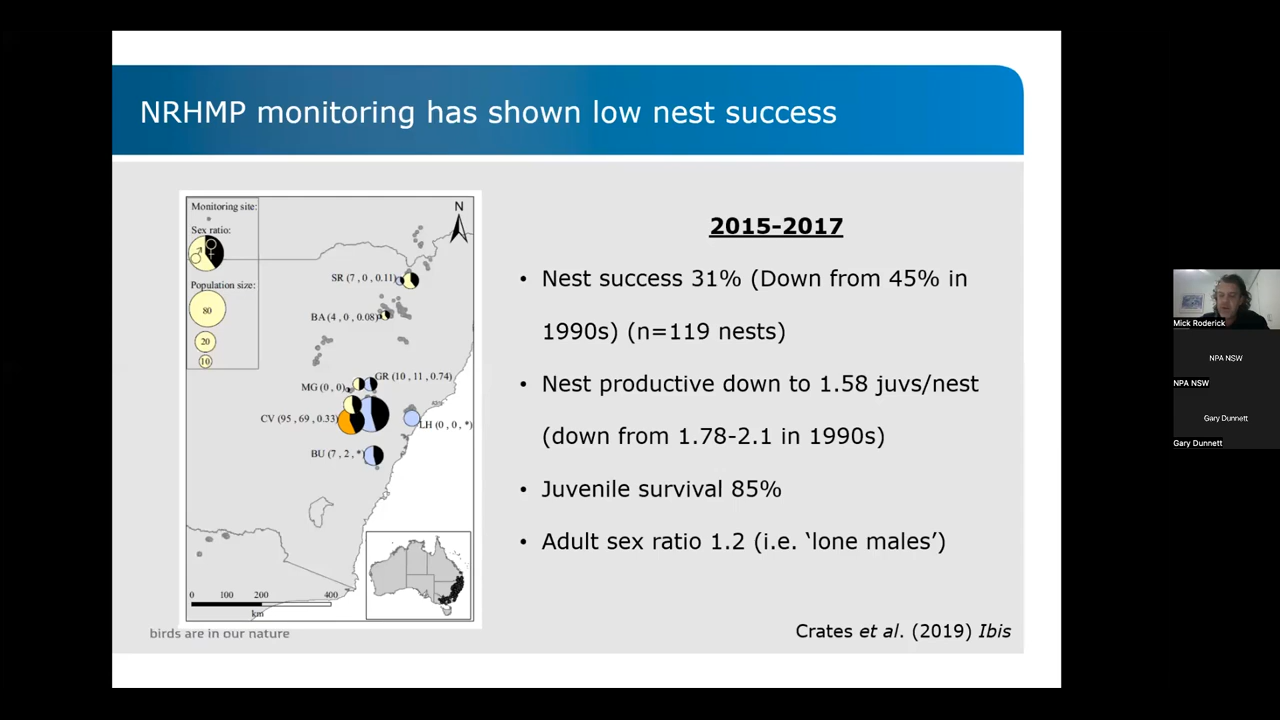 NRHMP monitoring has shown low nest success
Monitoring site:
Sex ratio:
Population size:
80
20
10
N
SR (7 , 0 , 0.11)
BA (4 , 0 , 0.08)
GR (10 , 11 , 0.74)
MG (0 , 0)
CV (95 , 69 , 0.33)
LH (0 , 0 , *)
BU (7 , 2 , *)
0 100 200 400
km
birds are in our nature
2015-2017
• Nest success 31% (Down from 45% in
1990s) (n=119 nests)
• Nest productive down to 1.58 juvs/nest
(down from 1.78-2.1 in 1990s)
• Juvenile survival 85%
• Adult sex ratio 1.2 (i.e. ‘lone males’)
Crates et al. (2019) Ibis
Mick Roderick
NPA NSW
NPA NSW
Gary Dunnett
Gary Dunnett